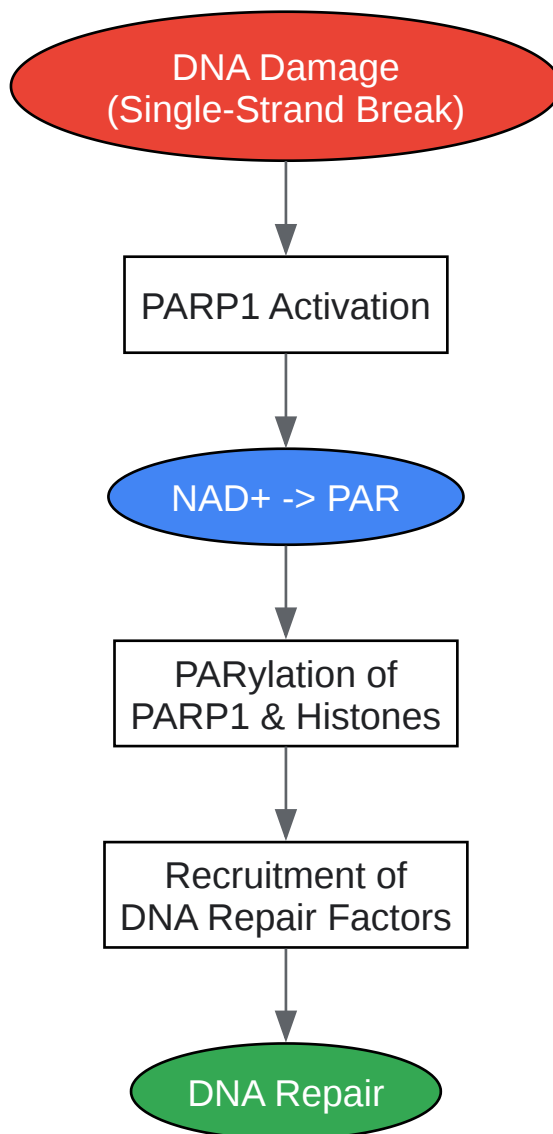 DNA Damage
(Single-Strand Break)
PARP1 Activation
NAD+ -> PAR
PARylation of
PARP1 & Histones
Recruitment of
DNA Repair Factors
DNA Repair